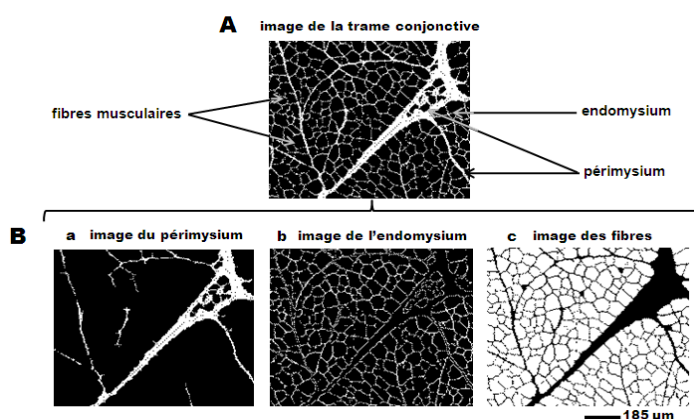 A image de la trame conjonctive
fibres musculaires
endomysium
périmysium
B a image du périmysium b image de l'endomysium c image des fibres
185 µm